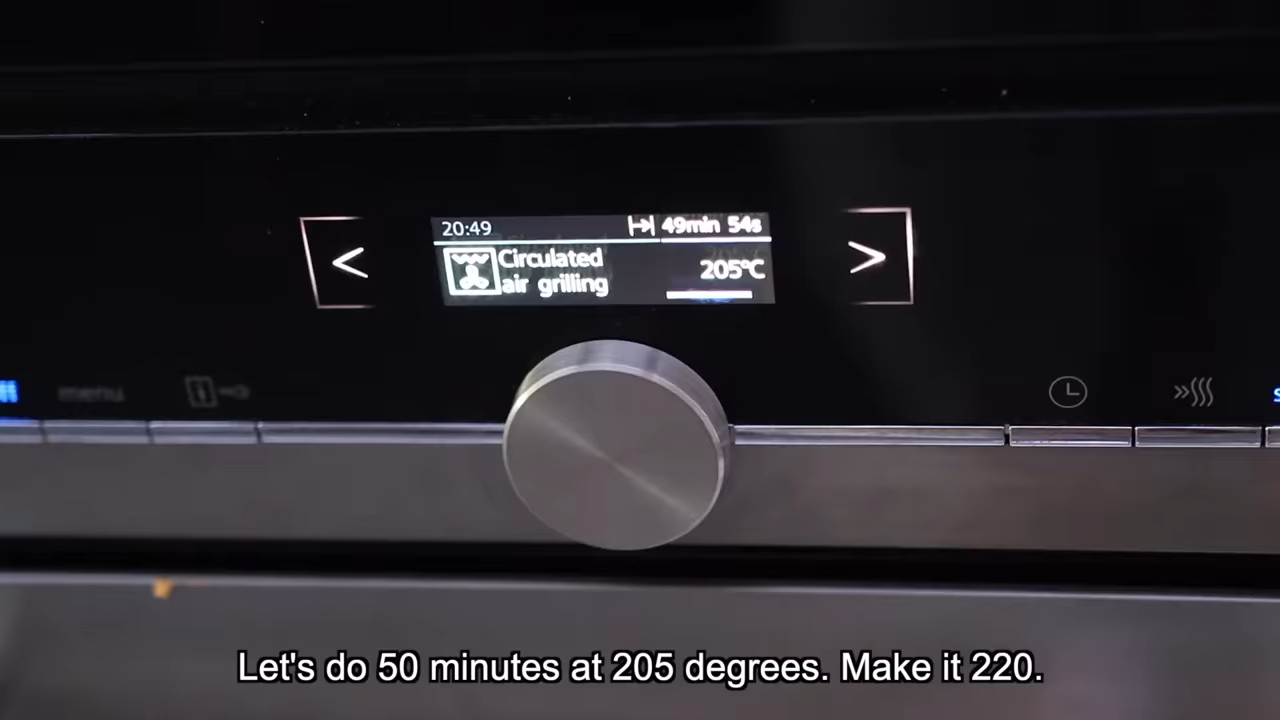 20:49 49min 54s
Circulated
air grilling
205°C
menu
Let's do 50 minutes at 205 degrees. Make it 220.